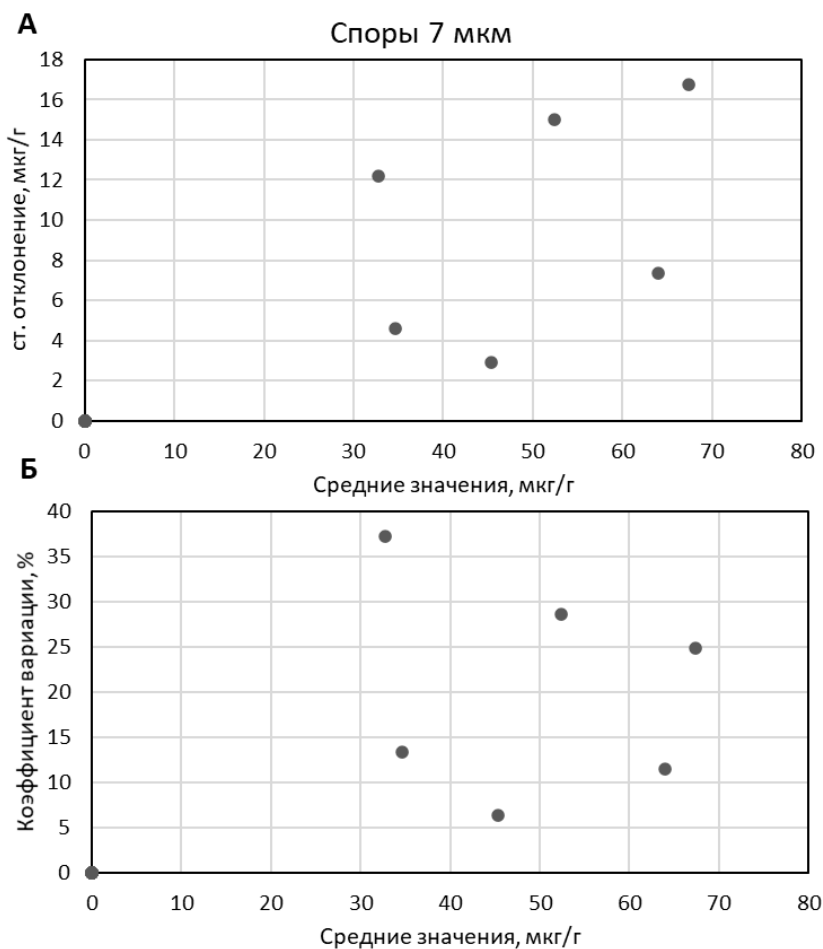 А
Споры 7 мкм
ст. отклонение, мкг/г
18
16
14
12
10
8
6
4
2
0
0 10 20 30 40 50 60 70 80
Средние значения, мкг/г
Б
Коэффициент вариации, %
40
35
30
25
20
15
10
5
0
0 10 20 30 40 50 60 70 80
Средние значения, мкг/г